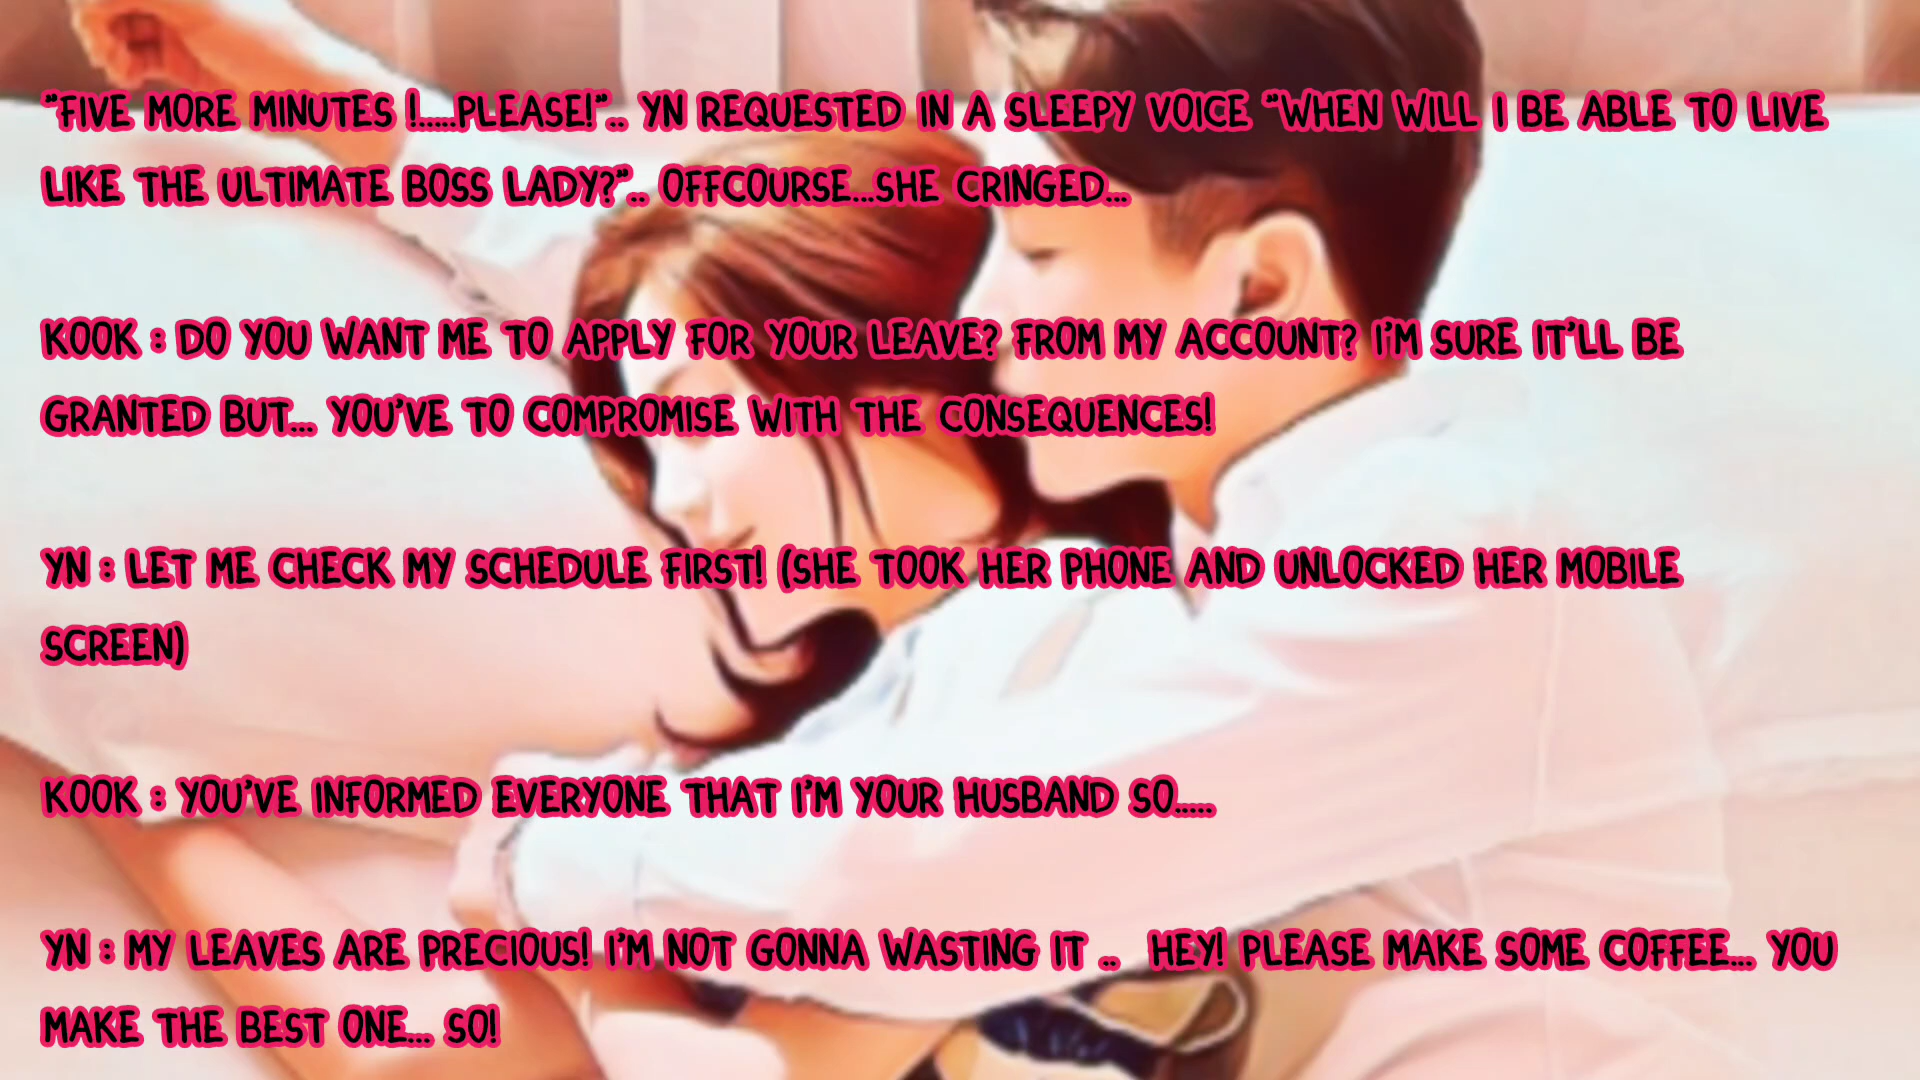 "FIVE MORE MINUTES !.....PLEASE!".. YN REQUESTED IN A SLEEPY VOICE "WHEN WILL I BE ABLE TO LIVE
LIKE THE ULTIMATE BOSS LADY?".. OFFCOURSE...SHE CRINGED...
KOOK : DO YOU WANT ME TO APPLY FOR YOUR LEAVE? FROM MY ACCOUNT? I'M SURE IT'LL BE
GRANTED BUT... YOU'VE TO COMPROMISE WITH THE CONSEQUENCES!
YN : LET ME CHECK MY SCHEDULE FIRST! (SHE TOOK HER PHONE AND UNLOCKED HER MOBILE
SCREEN)
KOOK : YOU'VE INFORMED EVERYONE THAT I'M YOUR HUSBAND SO.....
YN : MY LEAVES ARE PRECIOUS! I'M NOT GONNA WASTING IT .. HEY! PLEASE MAKE SOME COFFEE... YOU
MAKE THE BEST ONE... SO!